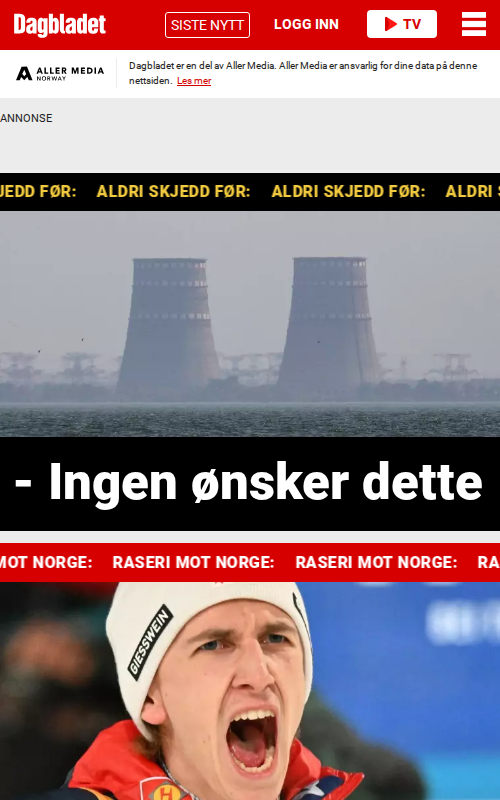 Dagbladet
SISTE NYTT
LOGG INN
TV
ALLER MEDIA
NORWAY
Dagbladet er en del av Aller Media. Aller Media er ansvarlig for dine data på denne
nettsiden. Les mer
ANNONSE
JEDD FØR: ALDRI SKJEDD FØR: ALDRI SKJEDD FØR: ALDRI
- Ingen ønsker dette
MOT NORGE: RASERI MOT NORGE: RASERI MOT NORGE: RA
GIESSWEIN
H